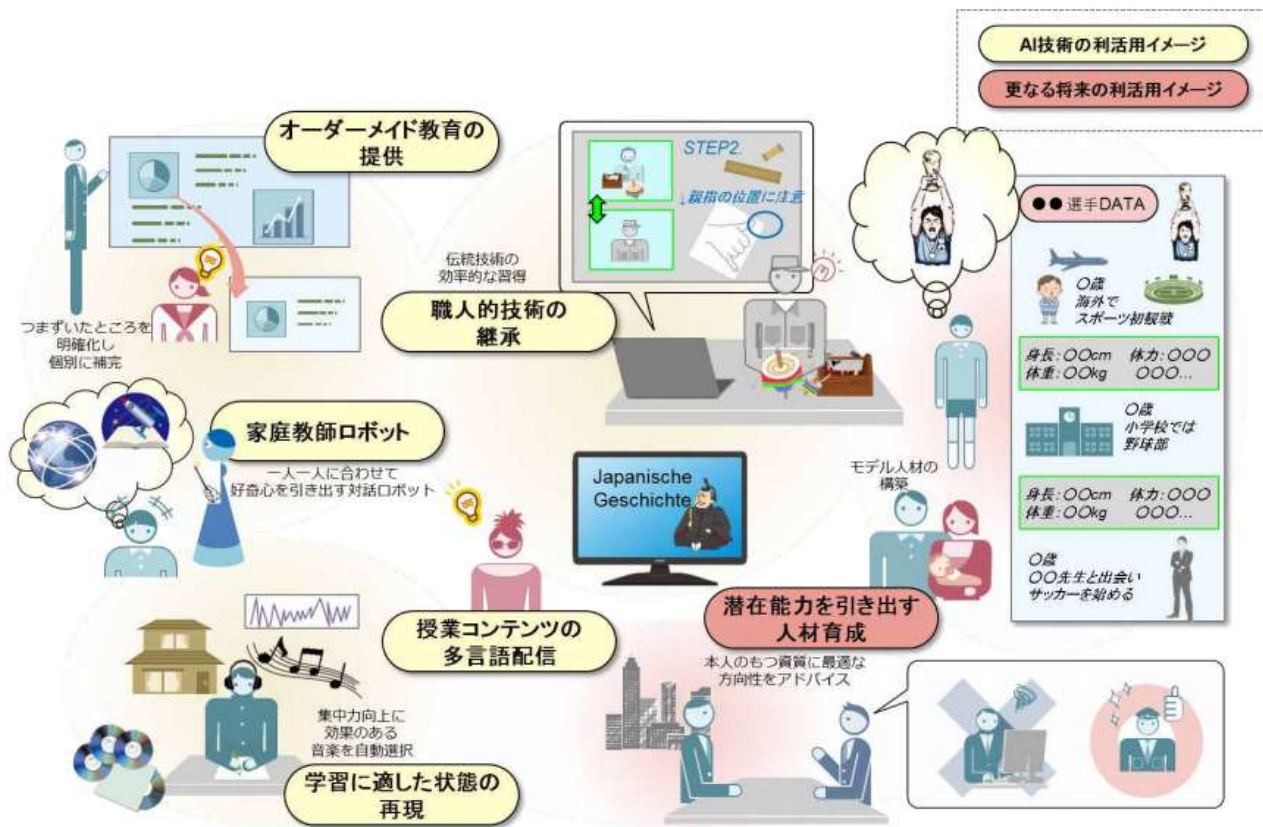 AI技術の利活用イメージ
更なる将来の利活用イメージ
オーダーメイド教育の
提供
つまずいたところを
明確化し
個別に補完
STEP2.
↓親指の位置に注意
伝統技術の
効率的な習得
職人的技術の
継承
●●選手DATA
〇歳
海外で
スポーツ初観戦
身長:〇〇cm 体力:〇〇〇
体重:〇〇kg 〇〇〇…
〇歳
小学校では
野球部
身長:〇〇cm 体力:〇〇〇
体重:〇〇kg 〇〇〇…
〇歳
〇〇先生と出会い
サッカーを始める
モデル人材の
構築
家庭教師ロボット
一人一人に合わせて
好奇心を引き出す対話ロボット
Japanische
Geschichte
授業コンテンツの
多言語配信
潜在能力を引き出す
人材育成
本人のもつ資質に最適な
方向性をアドバイス
集中力向上に
効果のある
音楽を自動選択
学習に適した状態の
再現